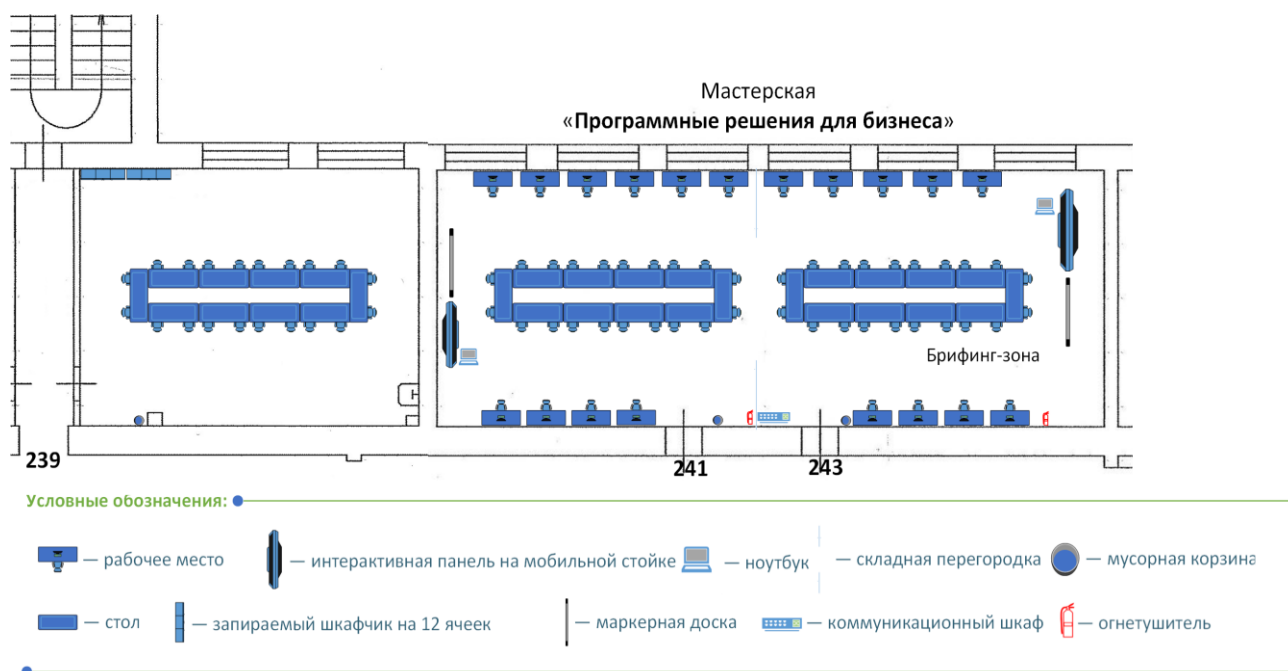 Мастерская
«Программные решения для бизнеса»
Брифинг-зона
239
241
243
Условные обозначения:
— рабочее место
— интерактивная панель на мобильной стойке
— ноутбук
— складная перегородка
— мусорная корзина
— стол
— запираемый шкафчик на 12 ячеек
— маркерная доска
— коммуникационный шкаф
— огнетушитель